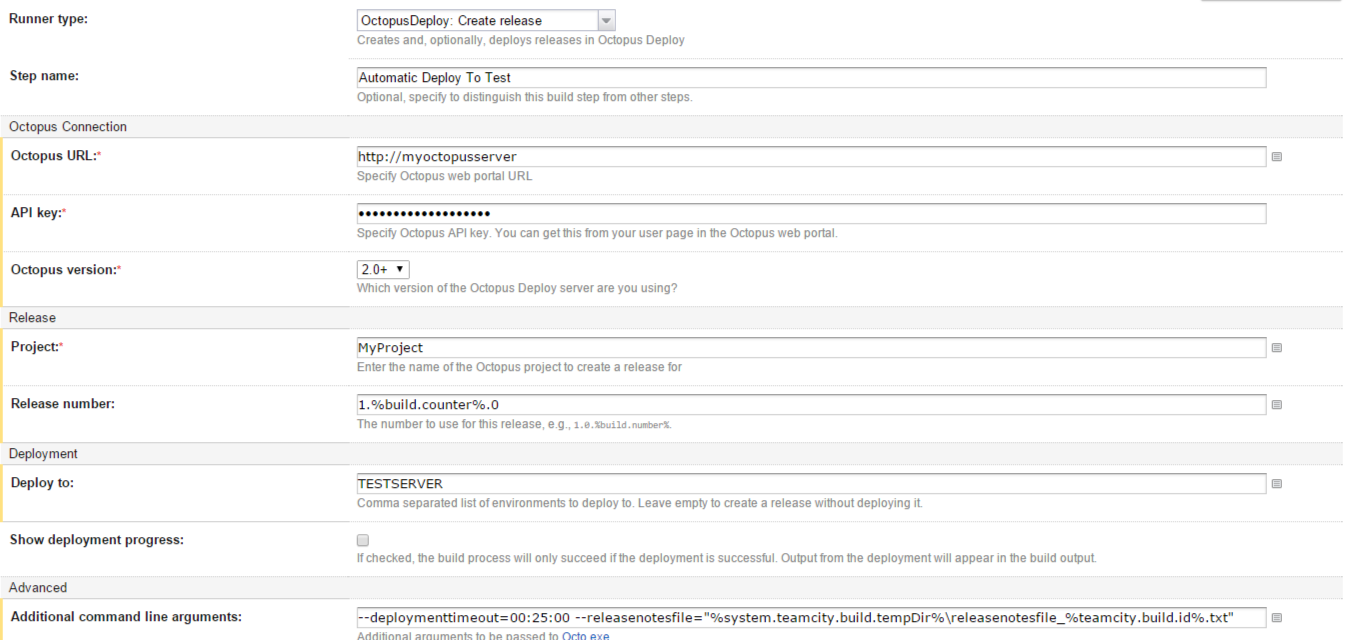 Runner type:
OctopusDeploy: Create release
Creates and, optionally, deploys releases in Octopus Deploy
Step name:
Automatic Deploy To Test
Optional, specify to distinguish this build step from other steps.
Octopus Connection
Octopus URL:*
http://myoctopusserver
Specify Octopus web portal URL
API key:*
•••••••••••••••••••
Specify Octopus API key. You can get this from your user page in the Octopus web portal.
Octopus version:*
2.0+
Which version of the Octopus Deploy server are you using?
Release
Project:*
MyProject
Enter the name of the Octopus project to create a release for
Release number:
1.%build.counter%.0
The number to use for this release, e.g., 1.0.%build.number%.
Deployment
Deploy to:
TESTSERVER
Comma separated list of environments to deploy to. Leave empty to create a release without deploying it.
Show deployment progress:
If checked, the build process will only succeed if the deployment is successful. Output from the deployment will appear in the build output.
Advanced
Additional command line arguments:
--deploymenttimeout=00:25:00 --releasenotesfile="%system.teamcity.build.tempDir%\releasenotesfile_%teamcity.build.id%.txt"
Additional arguments to be passed to Octo.exe